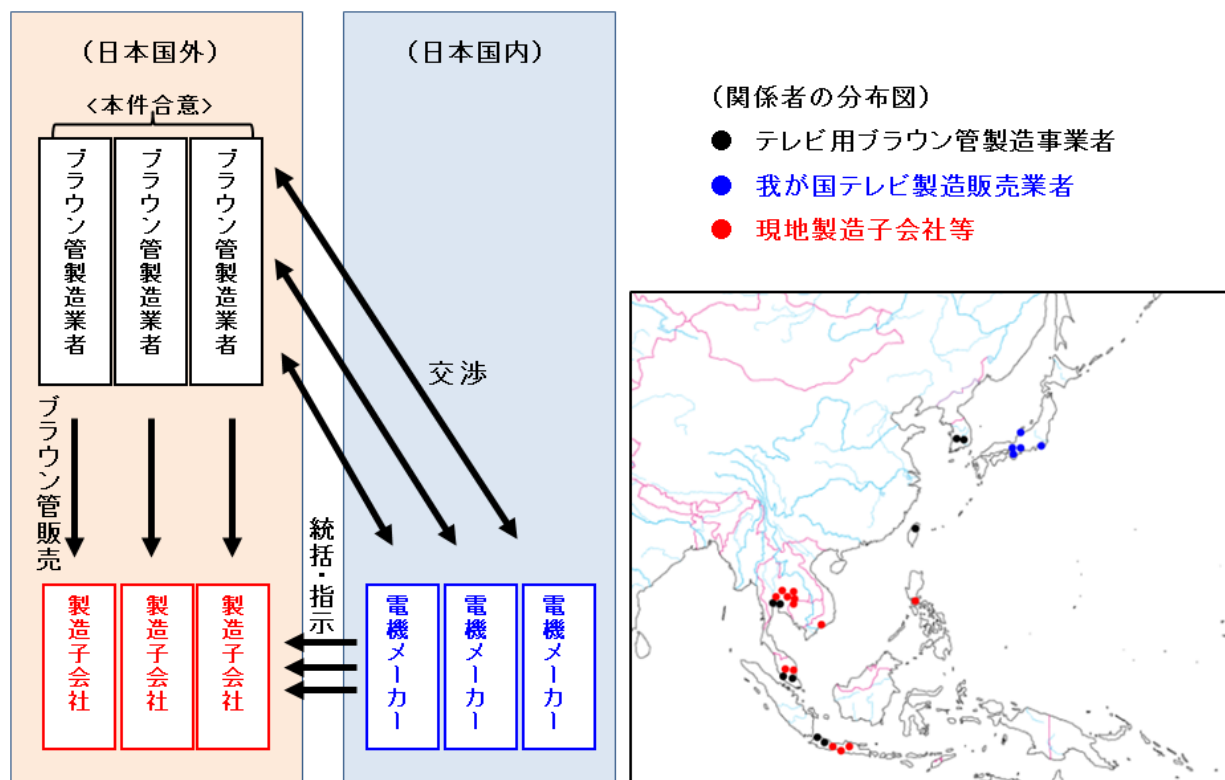 (日本国外)
<本件合意>
ブラウン管製造業者
ブラウン管製造業者
ブラウン管製造業者
ブラウン管販売
製造子会社
製造子会社
製造子会社
(日本国内)
交渉
統括・指示
電機メーカー
電機メーカー
電機メーカー
(関係者の分布図)
テレビ用ブラウン管製造事業者
我が国テレビ製造販売業者
現地製造子会社等